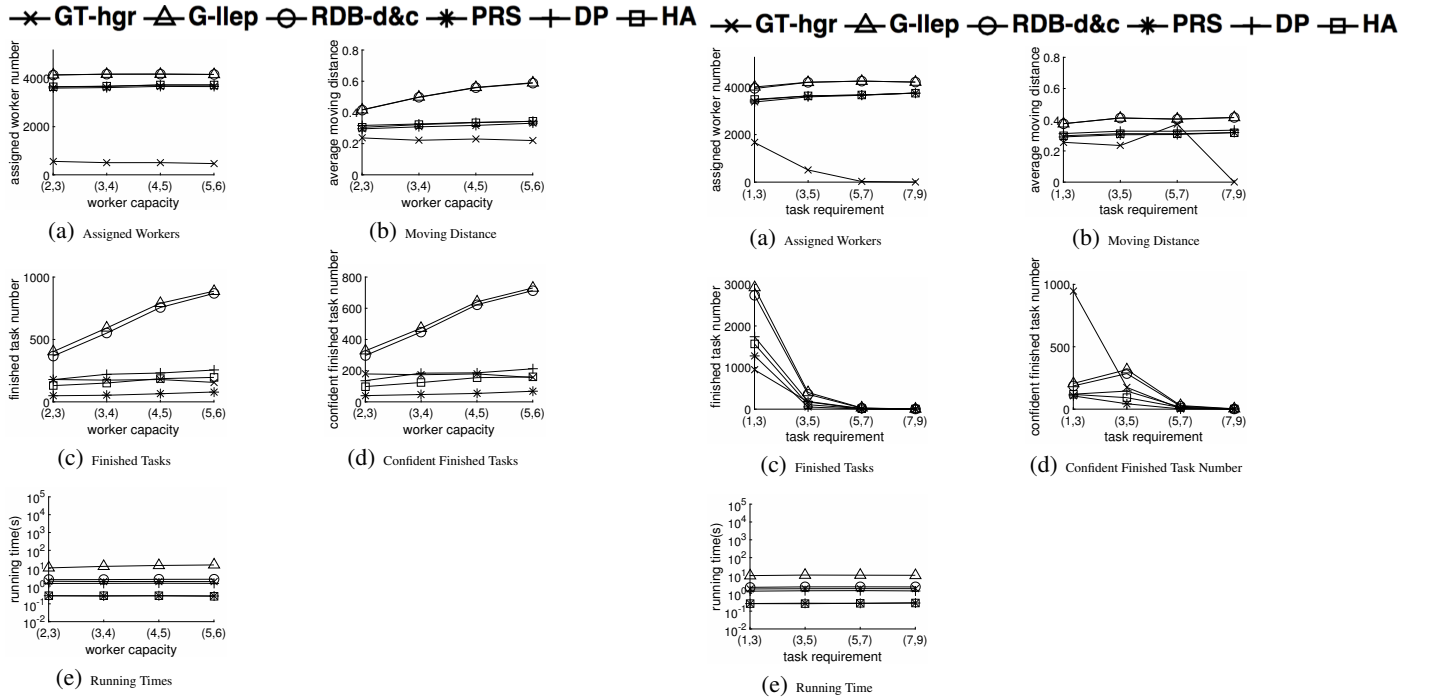 GT-hgr G-llep RDB-d&c PRS DP HA
assigned worker number
4000
2000
0
(2,3) (3,4) (4,5) (5,6)
worker capacity
(a) Assigned Workers
average moving distance
0.8
0.6
0.4
0.2
0
(2,3) (3,4) (4,5) (5,6)
worker capacity
(b) Moving Distance
finished task number
1000
500
0
(2,3) (3,4) (4,5) (5,6)
worker capacity
(c) Finished Tasks
confident finished task number
800
600
400
200
0
(2,3) (3,4) (4,5) (5,6)
worker capacity
(d) Confident Finished Tasks
running time(s)
10^5
10^4
10^3
10^2
10^1
10^0
10^-1
10^-2
(2,3) (3,4) (4,5) (5,6)
worker capacity
(e) Running Times
GT-hgr G-llep RDB-d&c PRS DP HA
assigned worker number
4000
2000
0
(1,3) (3,5) (5,7) (7,9)
task requirement
(a) Assigned Workers
average moving distance
0.8
0.6
0.4
0.2
0
(1,3) (3,5) (5,7) (7,9)
task requirement
(b) Moving Distance
finished task number
3000
2000
1000
0
(1,3) (3,5) (5,7) (7,9)
task requirement
(c) Finished Tasks
confident finished task number
1000
500
0
(1,3) (3,5) (5,7) (7,9)
task requirement
(d) Confident Finished Task Number
running time(s)
10^5
10^4
10^3
10^2
10^1
10^0
10^-1
10^-2
(1,3) (3,5) (5,7) (7,9)
task requirement
(e) Running Time